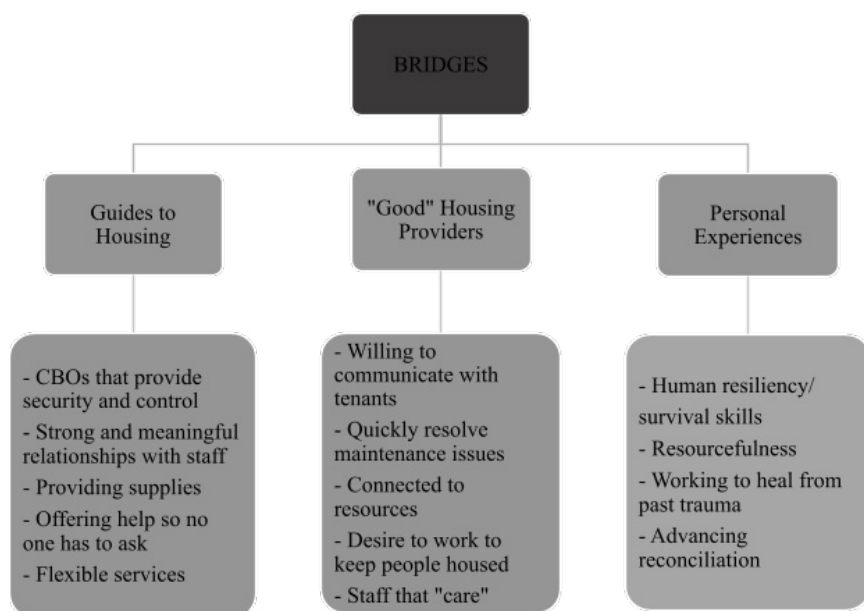 BRIDGES
Guides to
Housing
"Good" Housing
Providers
Personal
Experiences
- CBOs that provide
security and control
- Strong and meaningful
relationships with staff
- Providing supplies
- Offering help so no
one has to ask
- Flexible services
- Willing to
communicate with
tenants
- Quickly resolve
maintenance issues
- Connected to
resources
- Desire to work to
keep people housed
- Staff that "care"
- Human resiliency/
survival skills
- Resourcefulness
- Working to heal from
past trauma
- Advancing
reconciliation